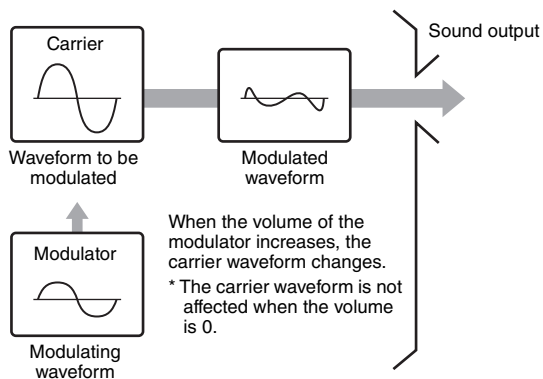 Carrier
Sound output
Waveform to be
modulated
Modulated
waveform
Modulator
When the volume of the
modulator increases, the
carrier waveform changes.
* The carrier waveform is not
affected when the volume
is 0.
Modulating
waveform